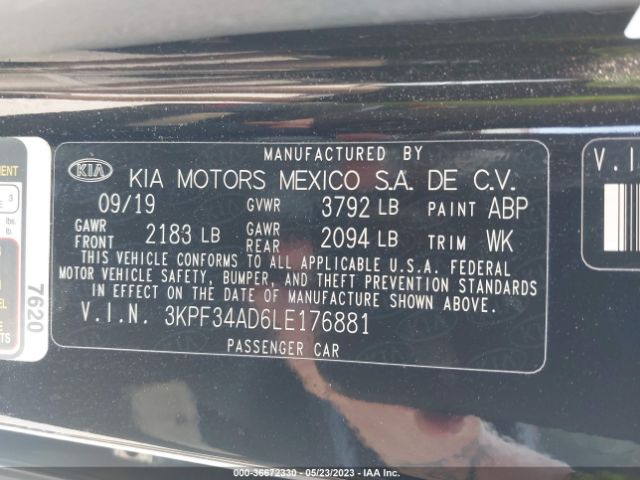 MANUFACTURED BY
KIA KIA MOTORS MEXICO S.A. DE C.V.
09/19 GVWR 3792 LB PAINT ABP
GAWR FRONT 2183 LB GAWR REAR 2094 LB TRIM WK
THIS VEHICLE CONFORMS TO ALL APPLICABLE U.S.A. FEDERAL
MOTOR VEHICLE SAFETY, BUMPER, AND THEFT PREVENTION STANDARDS
IN EFFECT ON THE DATE OF MANUFACTURE SHOWN ABOVE.
V.I.N. 3KPF34AD6LE176881
PASSENGER CAR
7620
V.I
3
lbs.
lb.
000-36672330 - 05/23/2023 - IAA Inc.